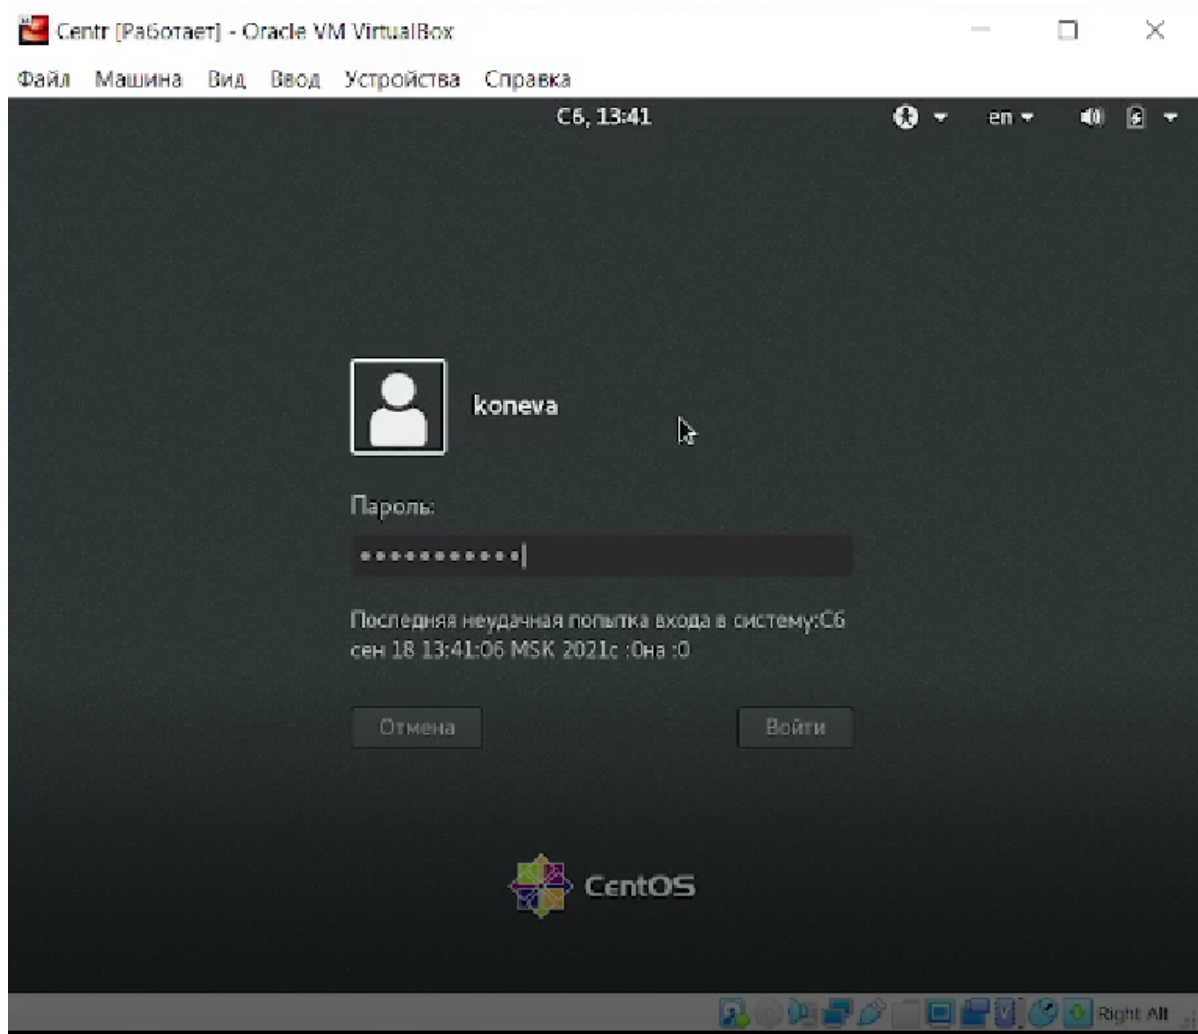 Centr [Работает] - Oracle VM VirtualBox
Файл Машина Вид Ввод Устройства Справка
Сб, 13:41
en
koneva
Пароль:
Последняя неудачная попытка входа в систему:Сб
сен 18 13:41:06 MSK 2021с :0на :0
Отмена Войти
CentOS
Right Alt